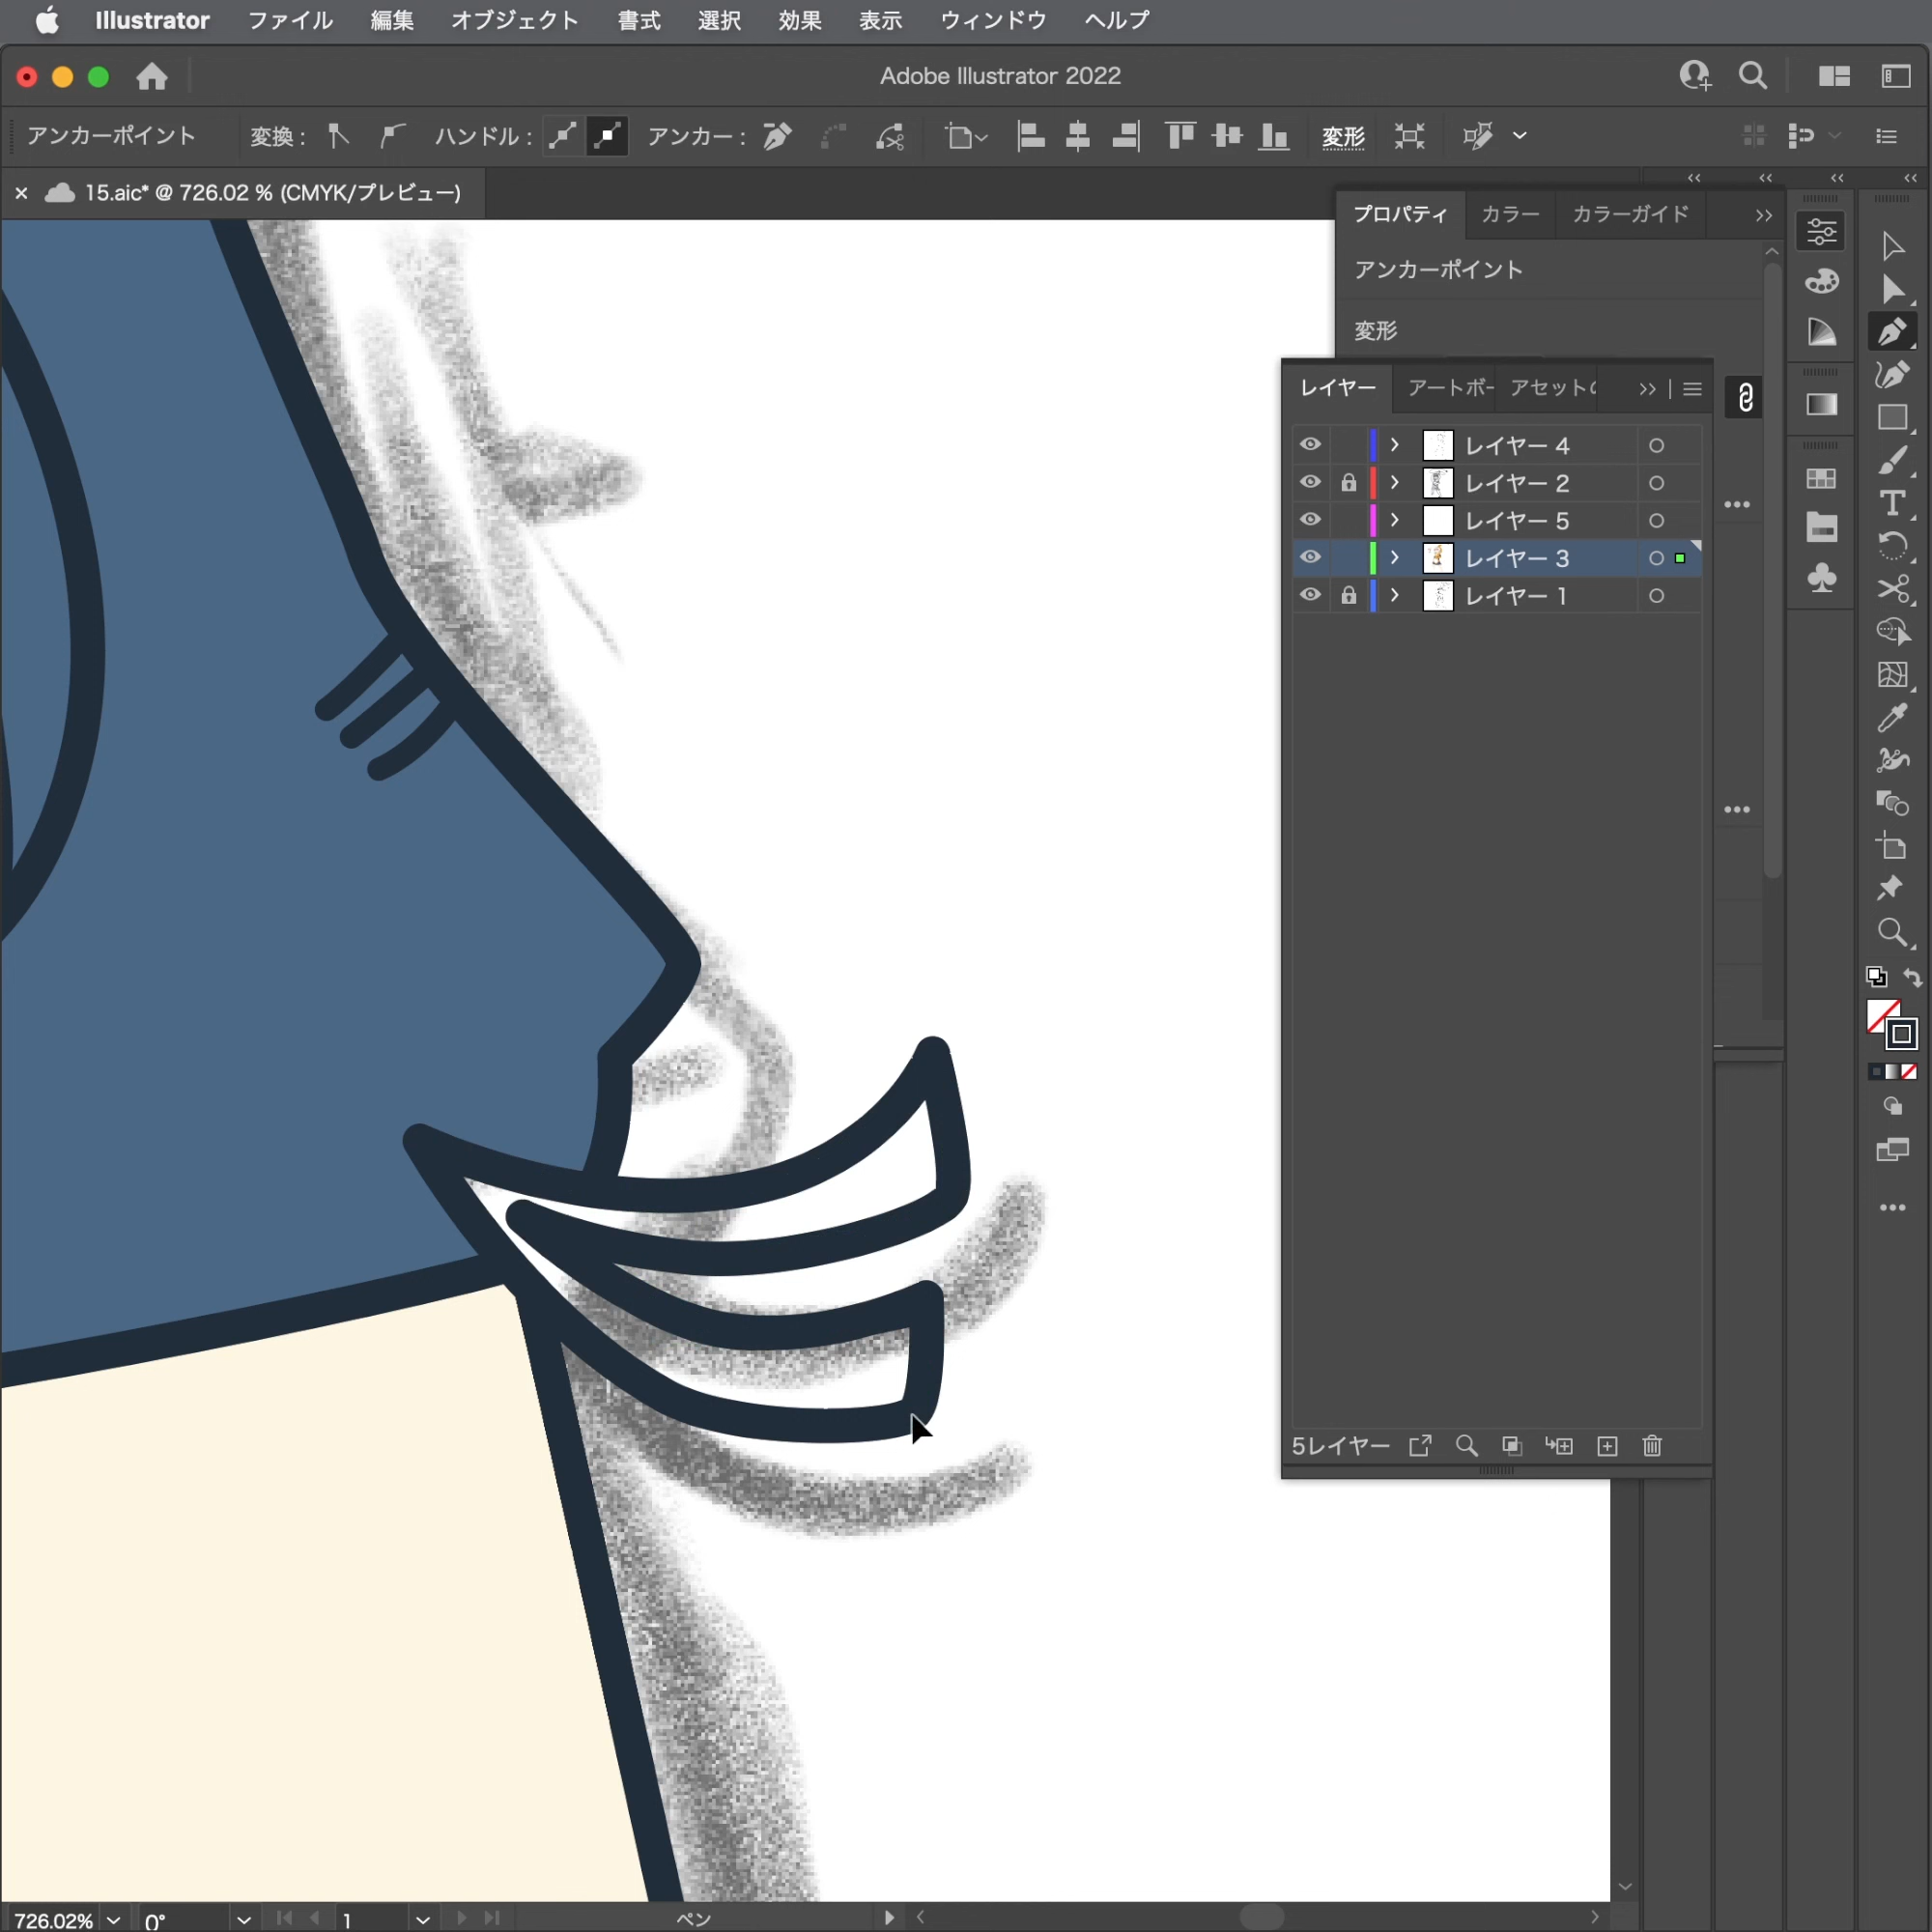 Illustrator ファイル 編集 オブジェクト 書式 選択 効果 表示 ウィンドウ ヘルプ
Adobe Illustrator 2022
アンカーポイント 変換： ハンドル： アンカー： 変形
15.aic* @ 726.02 % (CMYK/プレビュー)
プロパティ カラー カラーガイド
アンカーポイント
変形
レイヤー アートボー アセットの
レイヤー 4
レイヤー 2
レイヤー 5
レイヤー 3
レイヤー 1
5レイヤー
726.02% 0° 1 ペン